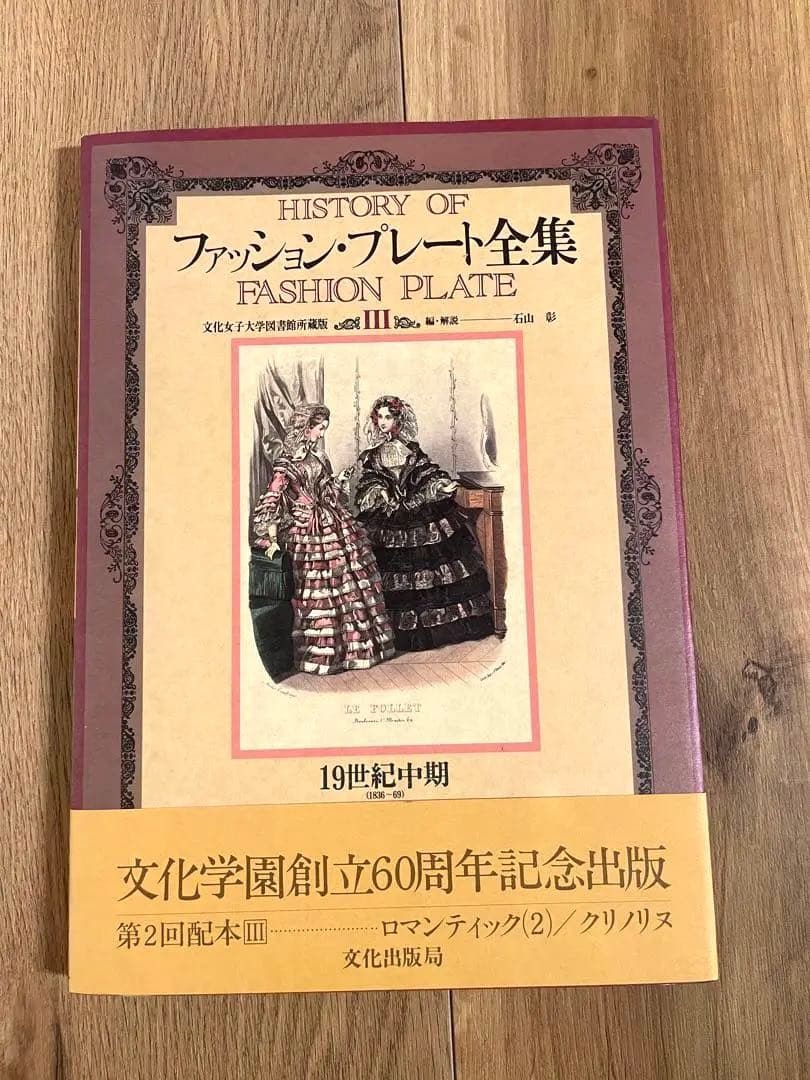 HISTORY OF
ファッション・プレート全集
FASHION PLATE
文化女子大学図書館所蔵版 III 編・解説 石山 彰
LE FOLLET
19世紀中期
(1836〜69)
文化学園創立60周年記念出版
第2回配本Ⅲ……………………ロマンティック(2)／クリノリヌ
文化出版局